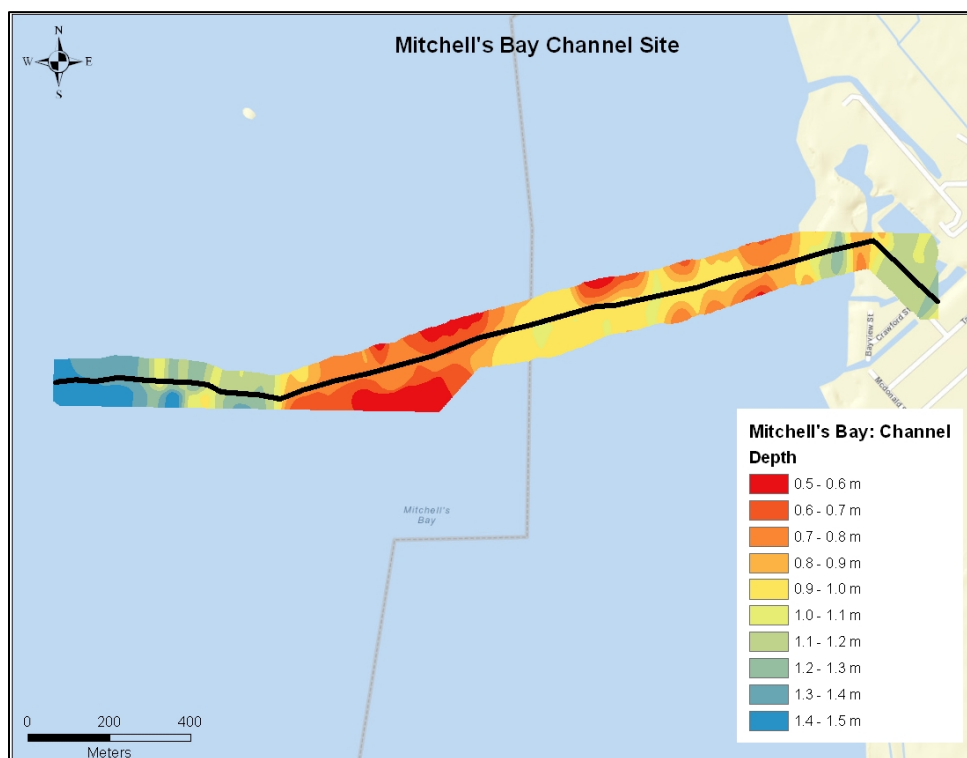 Mitchell's Bay Channel Site
N
W E
S
Bayview St
Crawford St
Mcdonald
Mitchell's
Bay
Mitchell's Bay: Channel
Depth
0.5 - 0.6 m
0.6 - 0.7 m
0.7 - 0.8 m
0.8 - 0.9 m
0.9 - 1.0 m
1.0 - 1.1 m
1.1 - 1.2 m
1.2 - 1.3 m
1.3 - 1.4 m
1.4 - 1.5 m
0 200 400
Meters